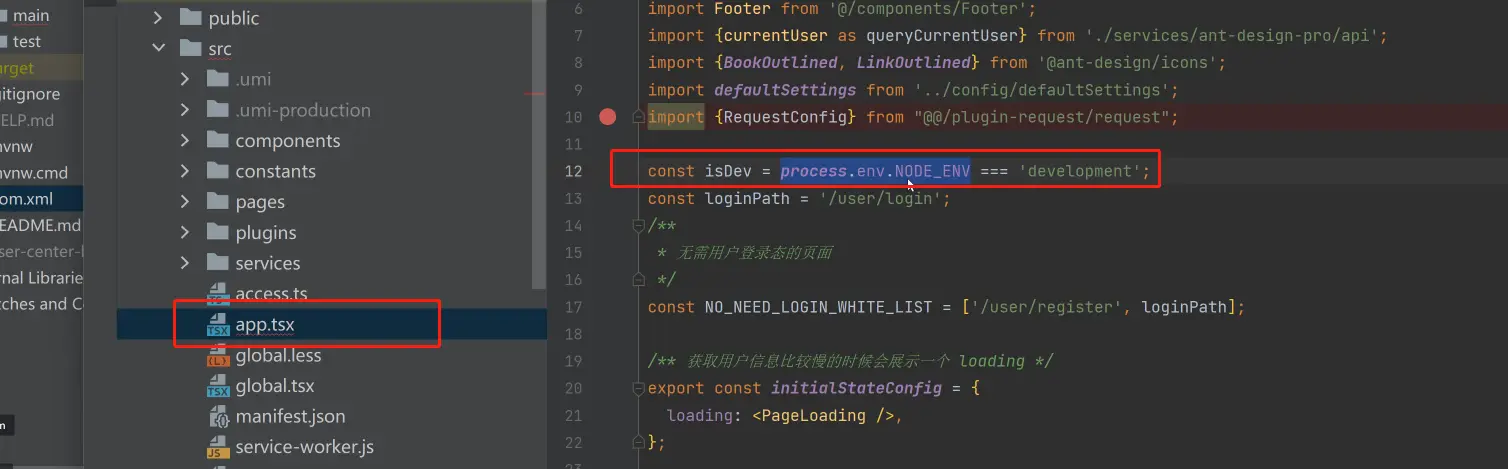 main
test
arget
gitignore
ELP.md
vnw
vnw.cmd
om.xml
EADME.md
ser-center-
rnal Libraries
tches and C
public
src
.umi
.umi-production
components
constants
pages
plugins
services
access.ts
app.tsx
global.less
global.tsx
manifest.json
service-worker.js
6 import Footer from '@/components/Footer';
7 import {currentUser as queryCurrentUser} from './services/ant-design-pro/api';
8 import {BookOutlined, LinkOutlined} from '@ant-design/icons';
9 import defaultSettings from '../config/defaultSettings';
10 import {RequestConfig} from "@@/plugin-request/request";
11
12 const isDev = process.env.NODE_ENV === 'development';
13 const loginPath = '/user/login';
14 /**
15 * 无需用户登录态的页面
16 */
17 const NO_NEED_LOGIN_WHITE_LIST = ['/user/register', loginPath];
18
19 /** 获取用户信息比较慢的时候会展示一个 loading */
20 export const initialStateConfig = {
21 loading: <PageLoading />,
22 };